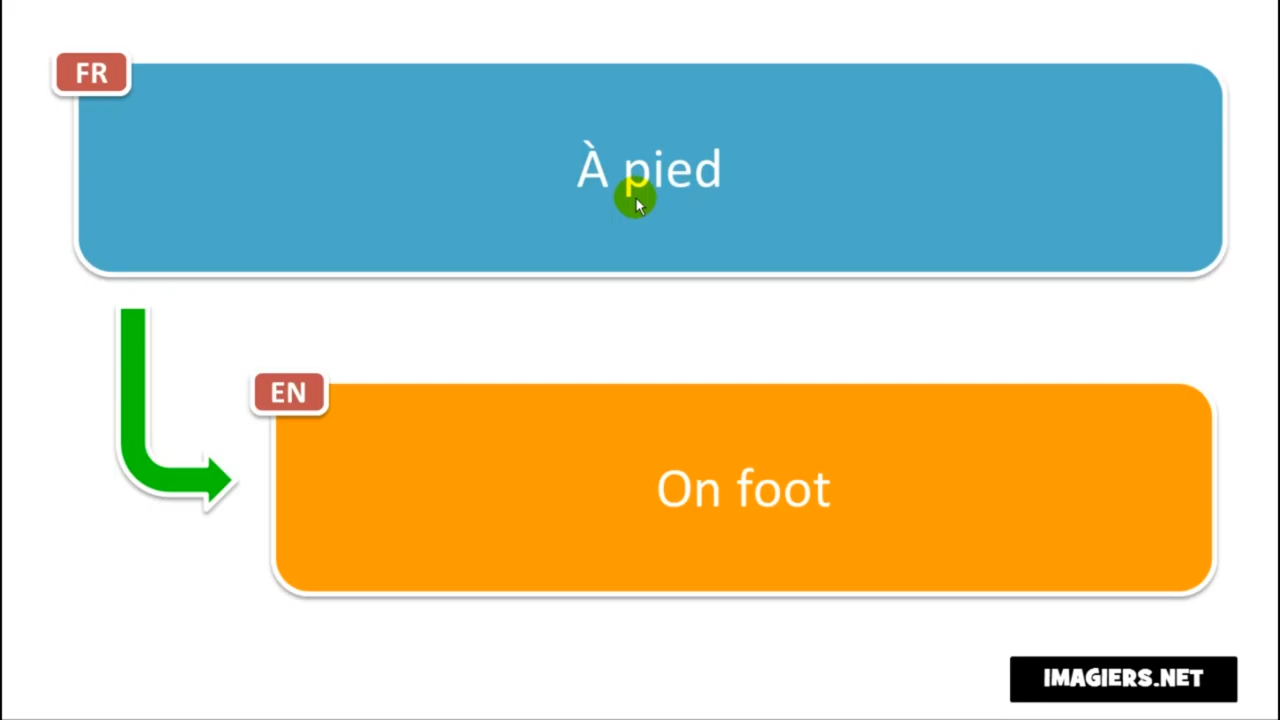 FR
À pied
EN
On foot
IMAGIERS.NET